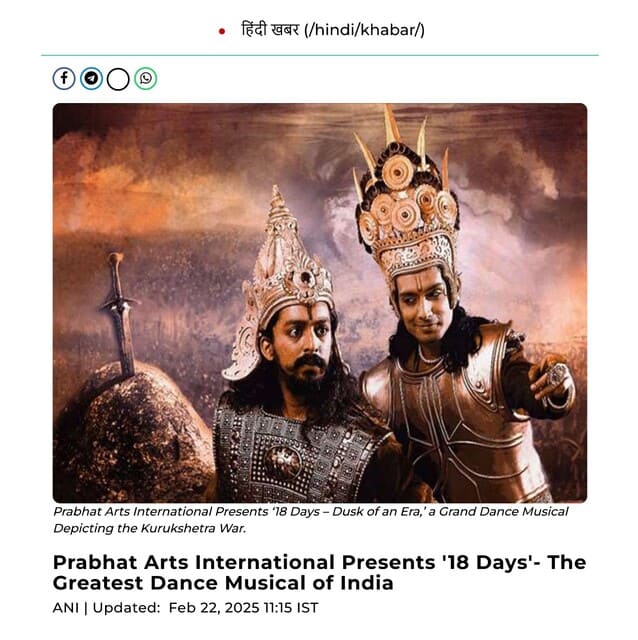 हिंदी खबर (/hindi/khabar/)
Prabhat Arts International Presents ‘18 Days – Dusk of an Era,’ a Grand Dance Musical
Depicting the Kurukshetra War.
Prabhat Arts International Presents '18 Days'- The
Greatest Dance Musical of India
ANI | Updated: Feb 22, 2025 11:15 IST